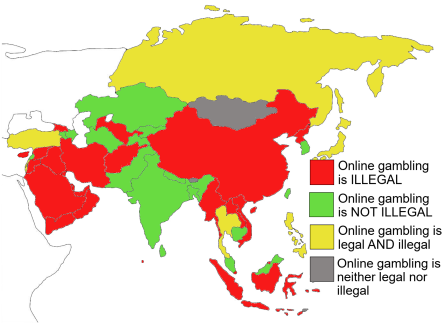 Online gambling
is ILLEGAL
Online gambling
is NOT ILLEGAL
Online gambling is
legal AND illegal
Online gambling is
neither legal nor
illegal